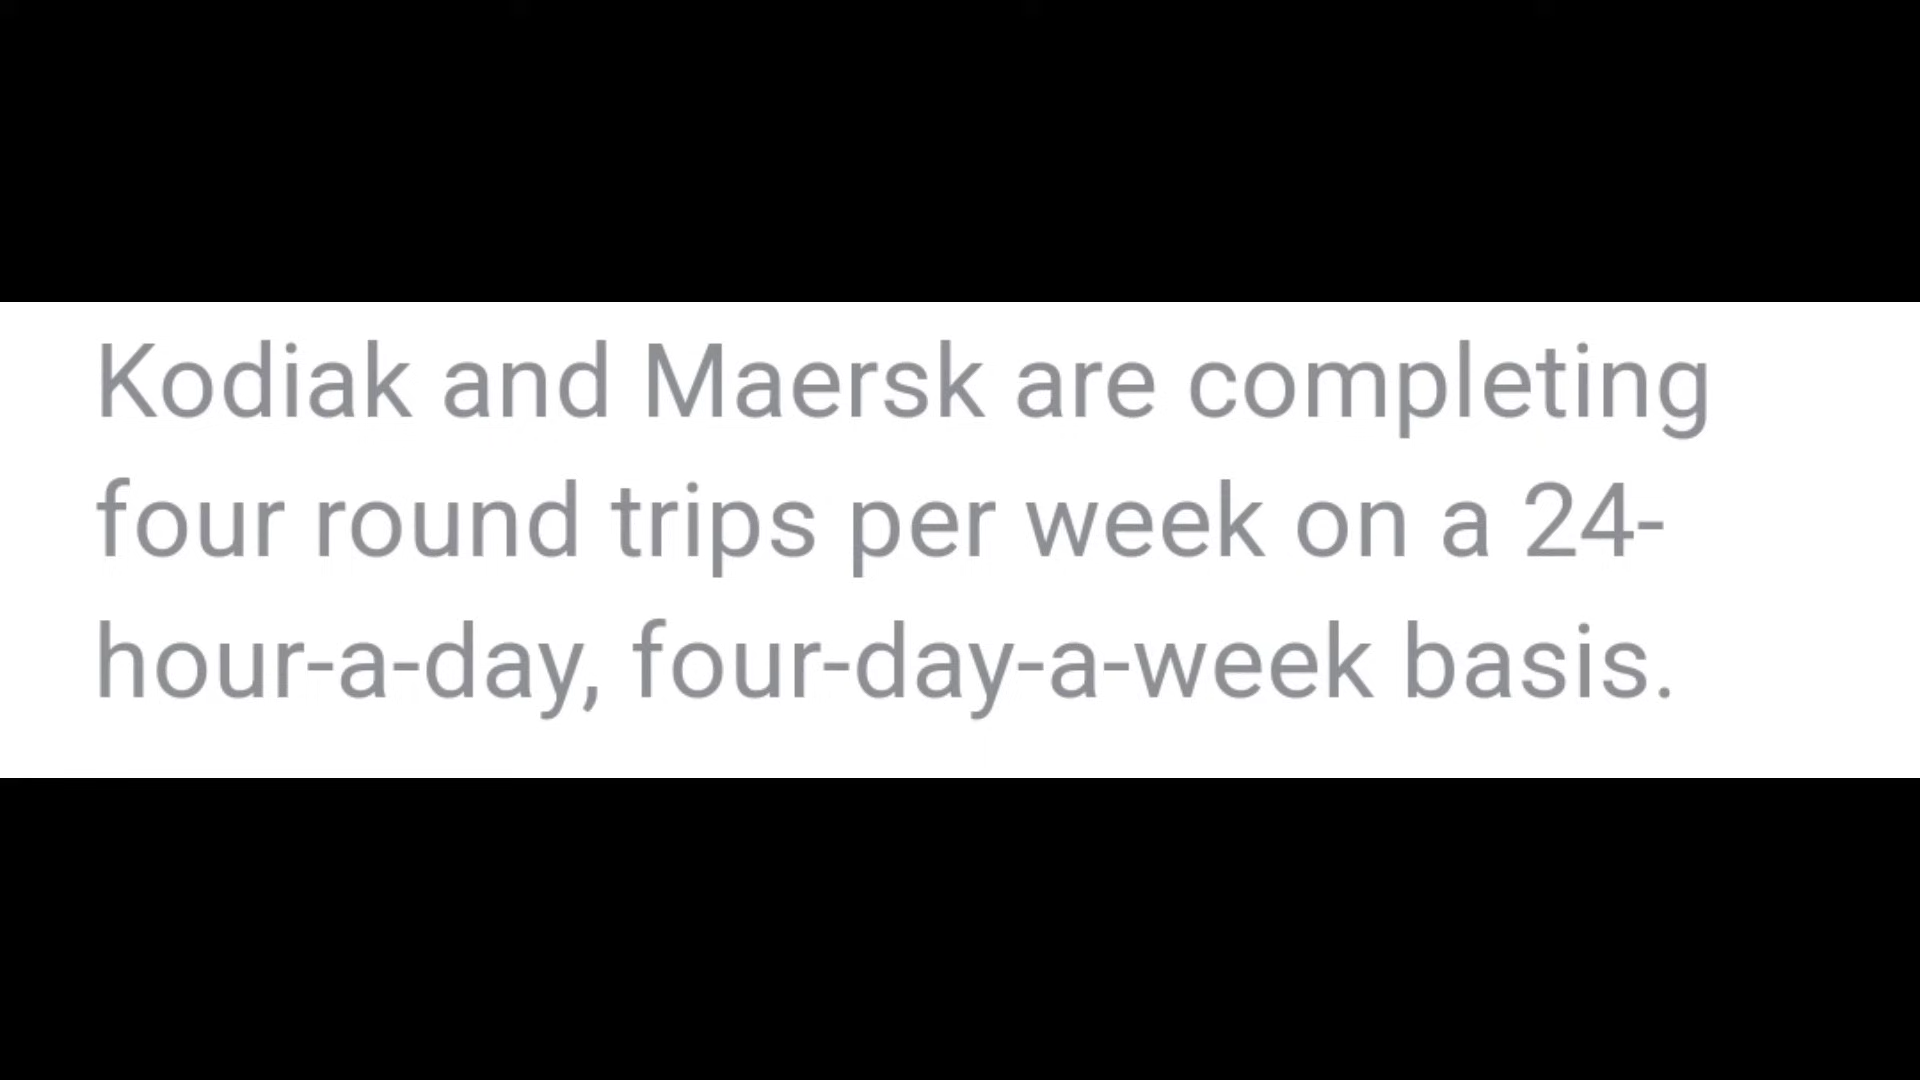 Kodiak and Maersk are completing
four round trips per week on a 24-
hour-a-day, four-day-a-week basis.